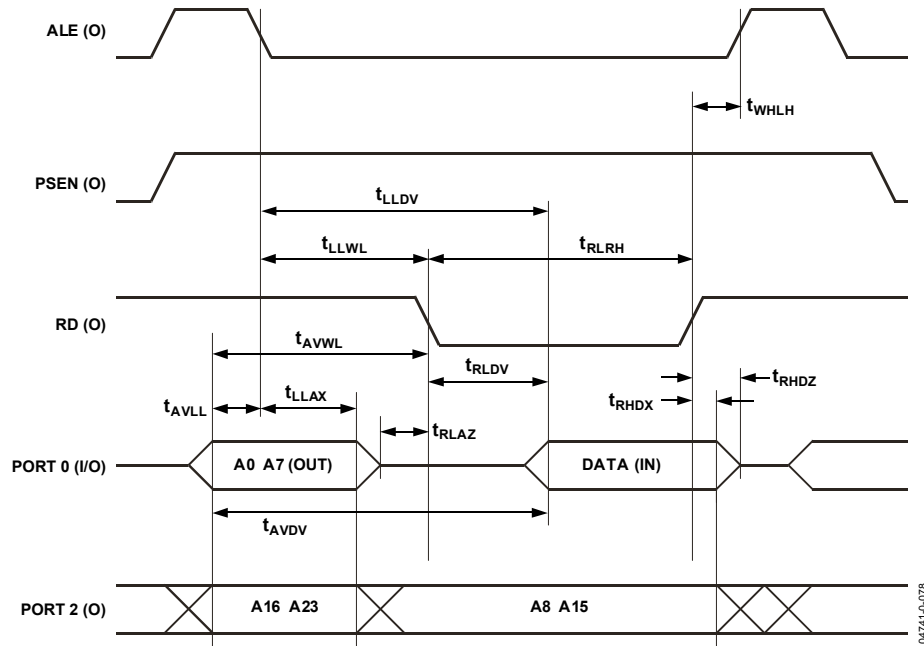 ALE (O)
tWHLH
PSEN (O)
tLLDV
tLLWL
tRLRH
RD (O)
tAVWL
tRLDV
tRHDZ
tAVLL
tLLAX
tRHDX
tRLAZ
PORT 0 (I/O)
A0 A7 (OUT)
DATA (IN)
tAVDV
PORT 2 (O)
A16 A23
A8 A15
04741-0-078